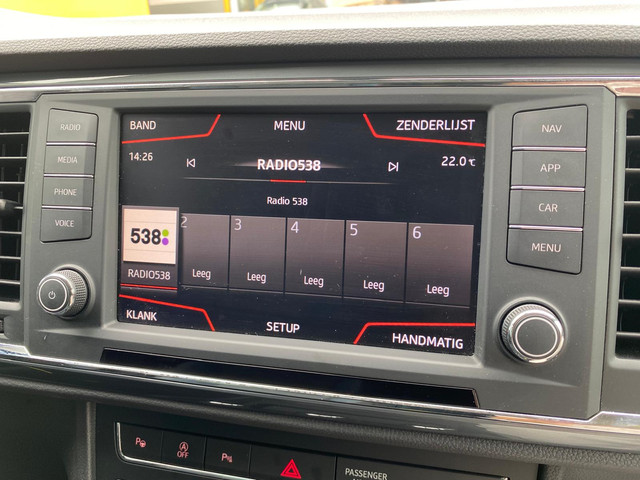 BAND MENU ZENDERLIJST
14:26 RADIO538 22.0°C
Radio 538
538 2 3 4 5 6
RADIO538 Leeg Leeg Leeg Leeg Leeg
KLANK SETUP HANDMATIG
RADIO
MEDIA
PHONE
VOICE
NAV
APP
CAR
MENU
OFF
PASSENGER